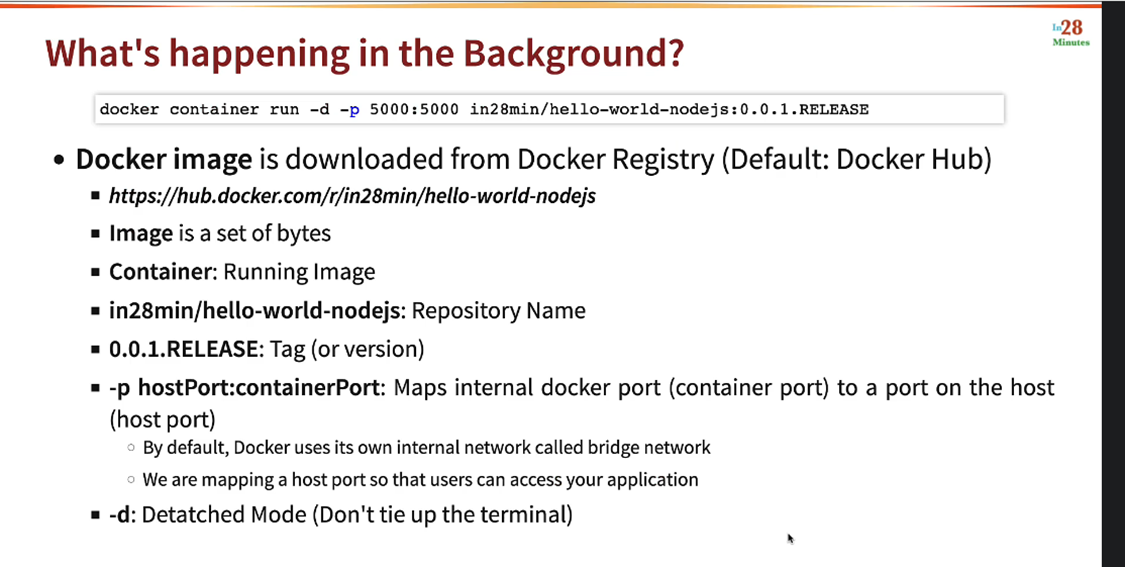 In28
Minutes
What's happening in the Background?
docker container run -d -p 5000:5000 in28min/hello-world-nodejs:0.0.1.RELEASE
• Docker image is downloaded from Docker Registry (Default: Docker Hub)
▪ https://hub.docker.com/r/in28min/hello-world-nodejs
▪ Image is a set of bytes
▪ Container: Running Image
▪ in28min/hello-world-nodejs: Repository Name
▪ 0.0.1.RELEASE: Tag (or version)
▪ -p hostPort:containerPort: Maps internal docker port (container port) to a port on the host
(host port)
○ By default, Docker uses its own internal network called bridge network
○ We are mapping a host port so that users can access your application
▪ -d: Detatched Mode (Don't tie up the terminal)